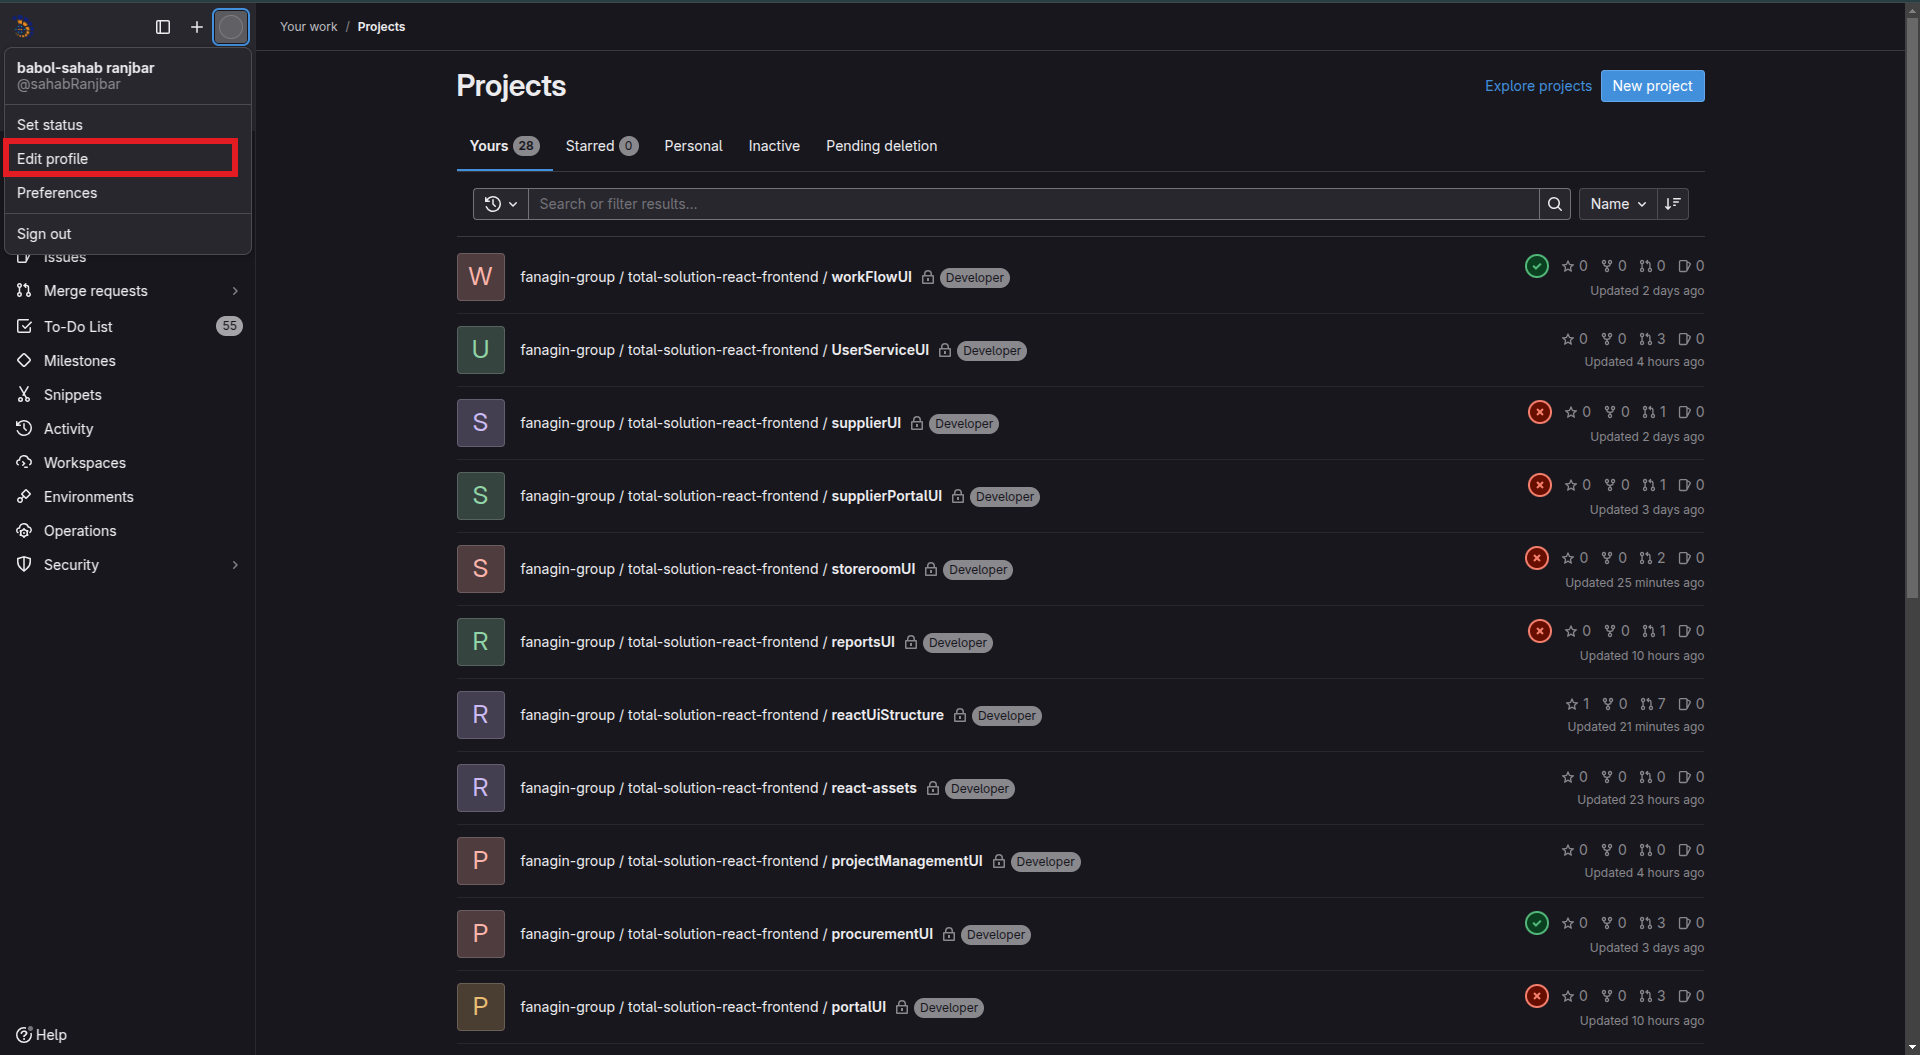 Your work / Projects
babol-sahab ranjbar
@sahabRanjbar
Set status
Edit profile
Preferences
Sign out
Issues
Merge requests
To-Do List 55
Milestones
Snippets
Activity
Workspaces
Environments
Operations
Security
Help
Projects
Explore projects New project
Yours 28 Starred 0 Personal Inactive Pending deletion
Search or filter results... Name
W fanagin-group / total-solution-react-frontend / workFlowUI Developer 0 0 0 0
Updated 2 days ago
U fanagin-group / total-solution-react-frontend / UserServiceUI Developer 0 0 3 0
Updated 4 hours ago
S fanagin-group / total-solution-react-frontend / supplierUI Developer 0 0 1 0
Updated 2 days ago
S fanagin-group / total-solution-react-frontend / supplierPortalUI Developer 0 0 1 0
Updated 3 days ago
S fanagin-group / total-solution-react-frontend / storeroomUI Developer 0 0 2 0
Updated 25 minutes ago
R fanagin-group / total-solution-react-frontend / reportsUI Developer 0 0 1 0
Updated 10 hours ago
R fanagin-group / total-solution-react-frontend / reactUiStructure Developer 1 0 7 0
Updated 21 minutes ago
R fanagin-group / total-solution-react-frontend / react-assets Developer 0 0 0 0
Updated 23 hours ago
P fanagin-group / total-solution-react-frontend / projectManagementUI Developer 0 0 0 0
Updated 4 hours ago
P fanagin-group / total-solution-react-frontend / procurementUI Developer 0 0 3 0
Updated 3 days ago
P fanagin-group / total-solution-react-frontend / portalUI Developer 0 0 3 0
Updated 10 hours ago